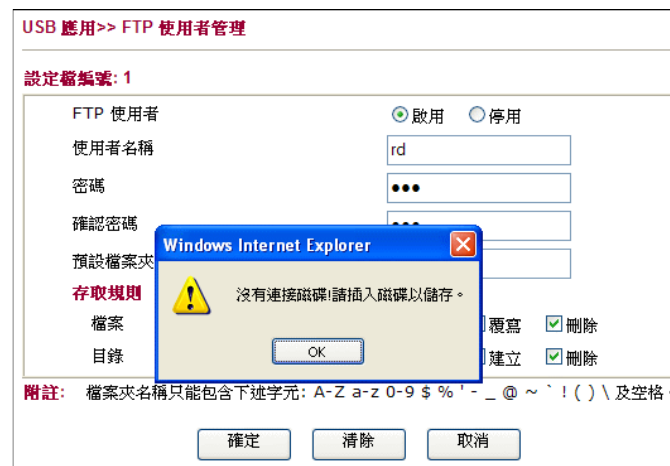 USB 應用>> FTP 使用者管理
設定檔編號: 1
FTP 使用者 啟用 停用
使用者名稱 rd
密碼 ●●●
確認密碼 ●●●
Windows Internet Explorer
預設檔案夾
沒有連接磁碟!請插入磁碟以儲存。
存取規則
檔案 覆寫 刪除
OK
目錄 建立 刪除
附註: 檔案夾名稱只能包含下述字元: A-Z a-z 0-9 $ % ' - _ @ ~ ` ! ( ) \ 及空格
確定 清除 取消